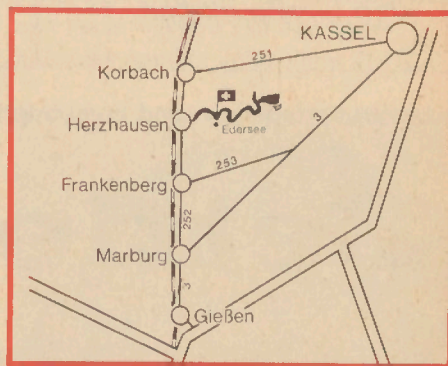 KASSEL
251
Korbach
Herzhausen
Edersee
3
253
Frankenberg
252
Marburg
3
Gießen